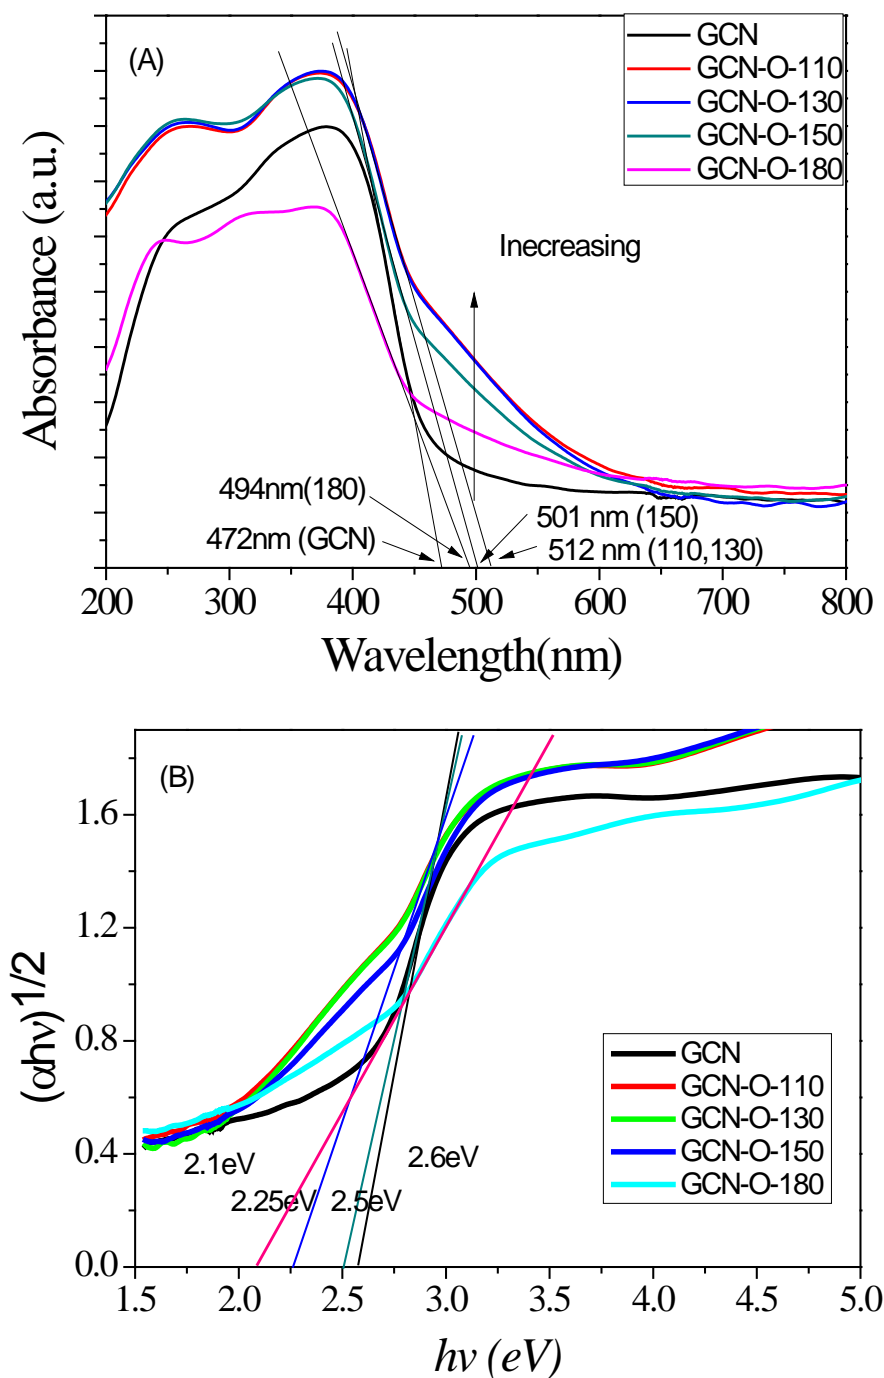 (A)
GCN
GCN-O-110
GCN-O-130
GCN-O-150
GCN-O-180
Absorbance (a.u.)
Inecreasing
494nm(180)
472nm (GCN)
501 nm (150)
512 nm (110,130)
200 300 400 500 600 700 800
Wavelength(nm)
(B)
1.6
1.2
0.8
0.4
0.0
(αhν)1/2
GCN
GCN-O-110
GCN-O-130
GCN-O-150
GCN-O-180
2.1eV
2.25eV
2.5eV
2.6eV
1.5 2.0 2.5 3.0 3.5 4.0 4.5 5.0
hν (eV)